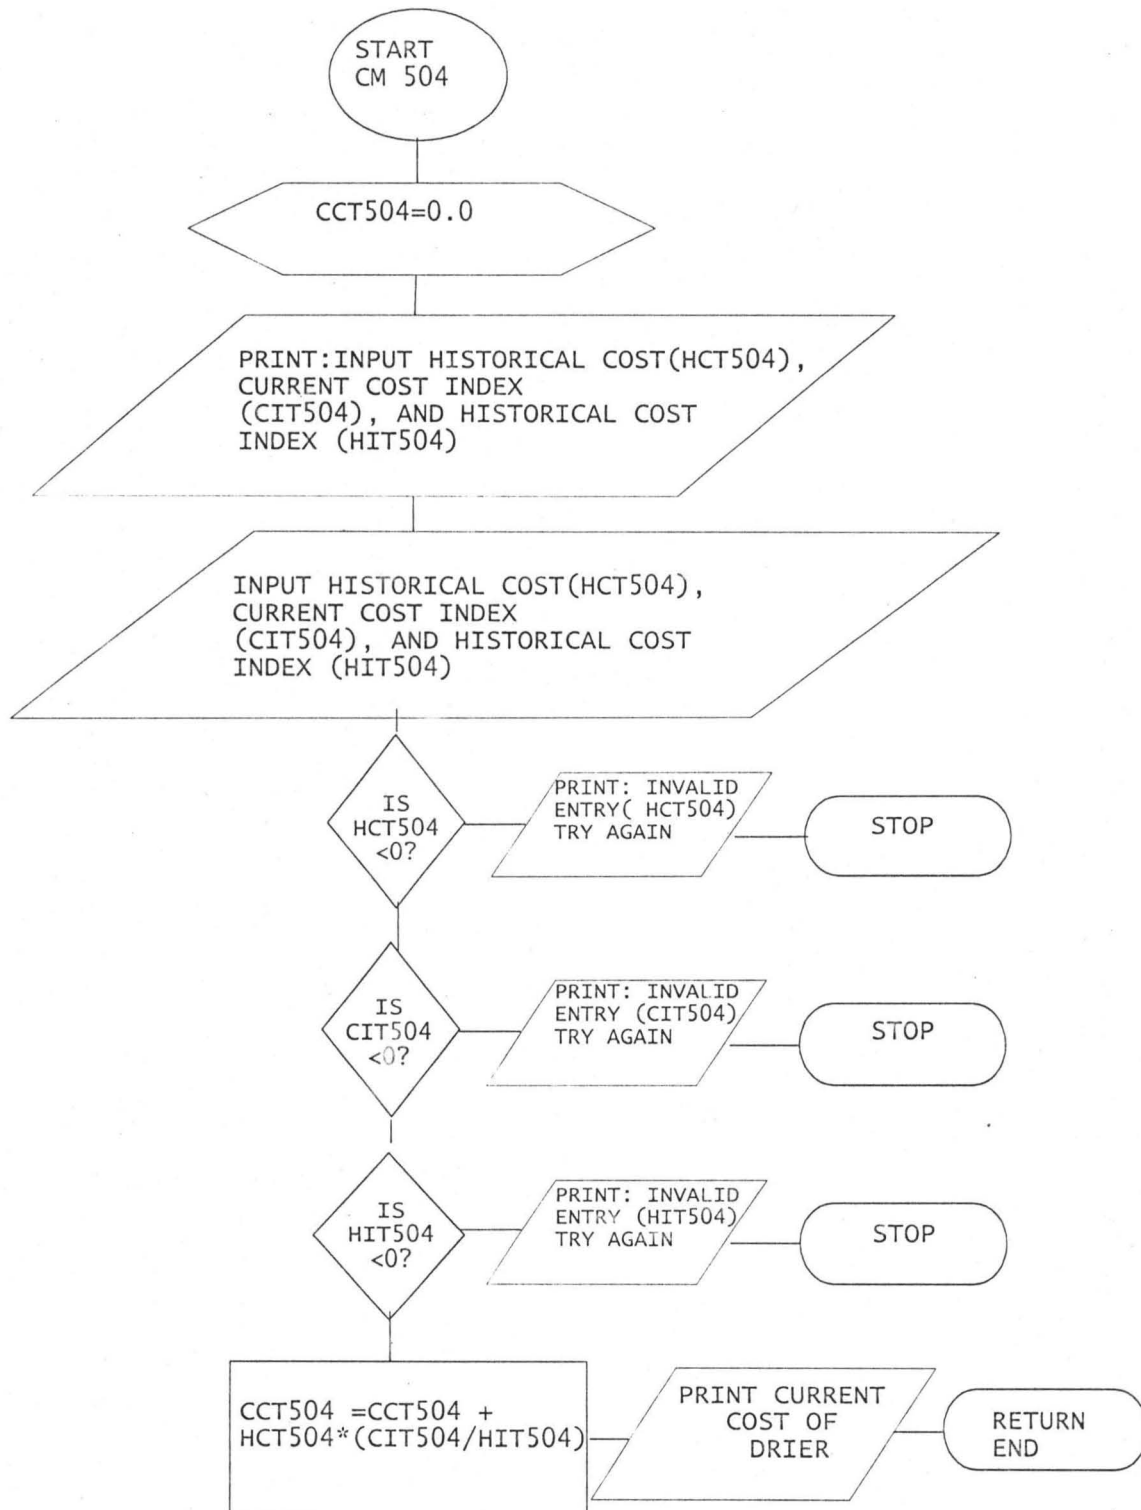 START
CM 504
CCT504=0.0
PRINT:INPUT HISTORICAL COST(HCT504),
CURRENT COST INDEX
(CIT504), AND HISTORICAL COST
INDEX (HIT504)
INPUT HISTORICAL COST(HCT504),
CURRENT COST INDEX
(CIT504), AND HISTORICAL COST
INDEX (HIT504)
IS
HCT504
<0?
PRINT: INVALID
ENTRY( HCT504)
TRY AGAIN
STOP
IS
CIT504
<0?
PRINT: INVALID
ENTRY (CIT504)
TRY AGAIN
STOP
IS
HIT504
<0?
PRINT: INVALID
ENTRY (HIT504)
TRY AGAIN
STOP
CCT504 =CCT504 +
HCT504*(CIT504/HIT504)
PRINT CURRENT
COST OF
DRIER
RETURN
END